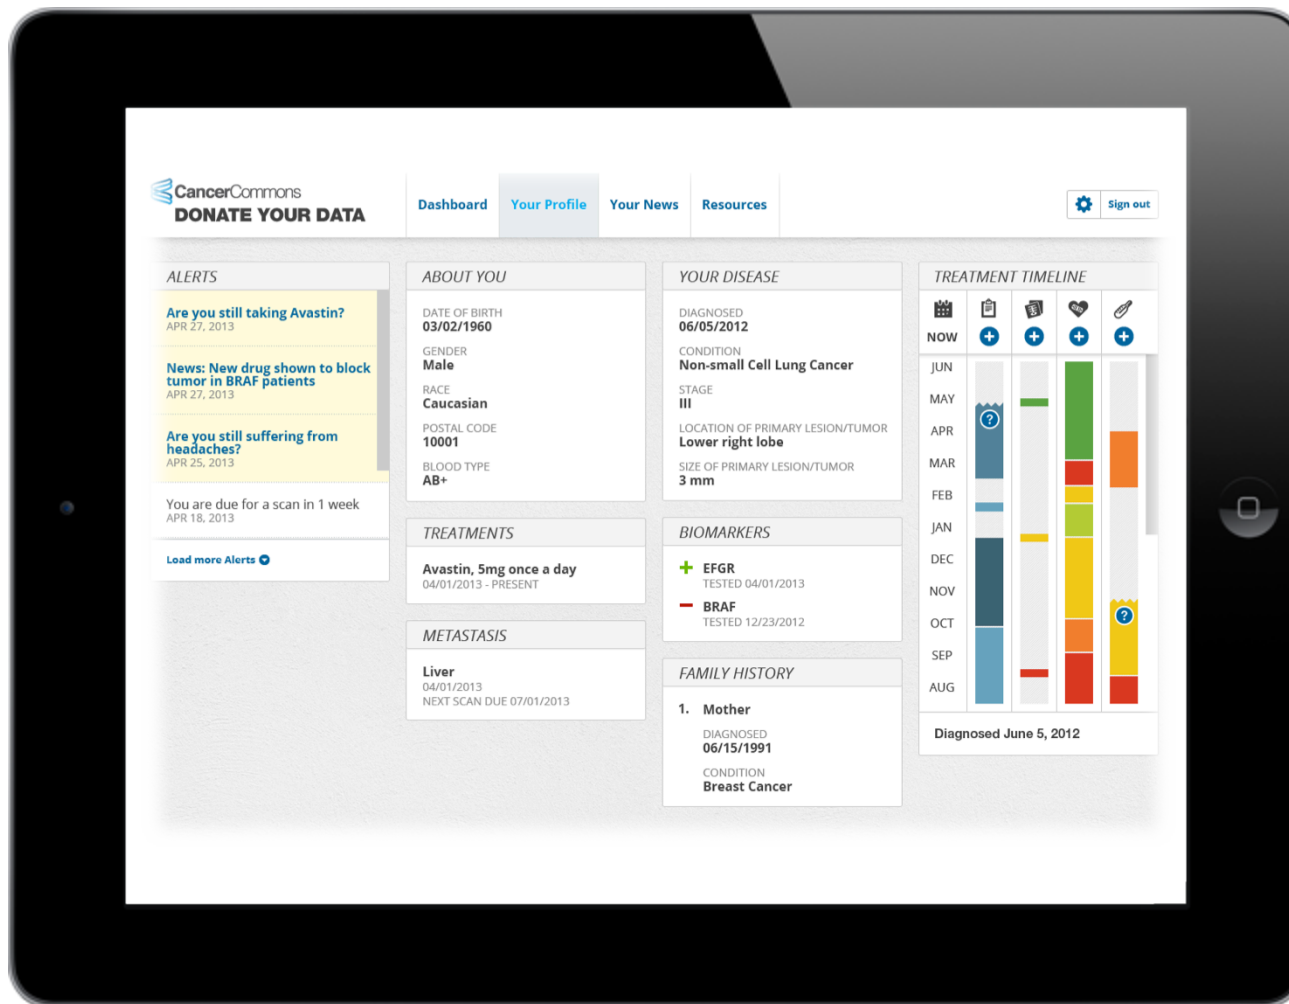 CancerCommons
DONATE YOUR DATA
Dashboard
Your Profile
Your News
Resources
Sign out
ALERTS
Are you still taking Avastin?
APR 27, 2013
News: New drug shown to block
tumor in BRAF patients
APR 27, 2013
Are you still suffering from
headaches?
APR 25, 2013
You are due for a scan in 1 week
APR 18, 2013
Load more Alerts
ABOUT YOU
DATE OF BIRTH
03/02/1960
GENDER
Male
RACE
Caucasian
POSTAL CODE
10001
BLOOD TYPE
AB+
TREATMENTS
Avastin, 5mg once a day
04/01/2013 - PRESENT
METASTASIS
Liver
04/01/2013
NEXT SCAN DUE 07/01/2013
YOUR DISEASE
DIAGNOSED
06/05/2012
CONDITION
Non-small Cell Lung Cancer
STAGE
III
LOCATION OF PRIMARY LESION/TUMOR
Lower right lobe
SIZE OF PRIMARY LESION/TUMOR
3 mm
BIOMARKERS
+ EFGR
TESTED 04/01/2013
− BRAF
TESTED 12/23/2012
FAMILY HISTORY
1. Mother
DIAGNOSED
06/15/1991
CONDITION
Breast Cancer
TREATMENT TIMELINE
NOW + + + +
JUN
MAY
?
APR
MAR
FEB
JAN
DEC
NOV
OCT ?
SEP
AUG
Diagnosed June 5, 2012